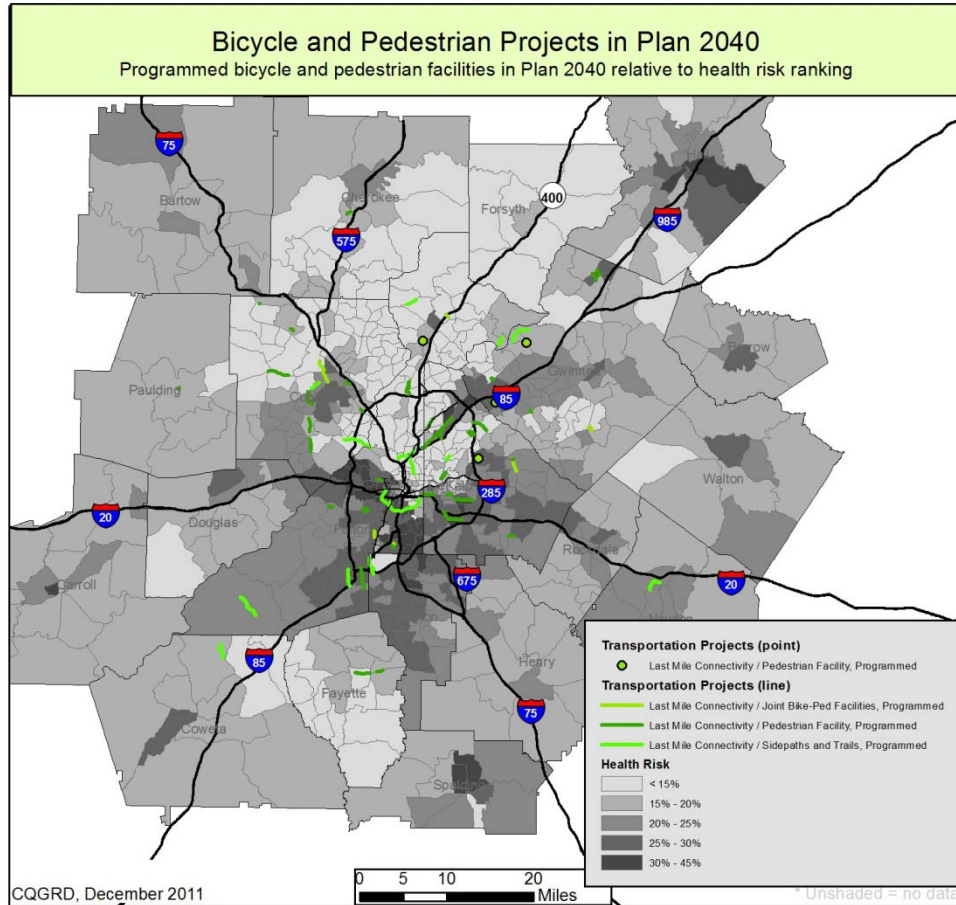 Bicycle and Pedestrian Projects in Plan 2040
Programmed bicycle and pedestrian facilities in Plan 2040 relative to health risk ranking
75
Bartow
Cherokee
Forsyth
400
Hall
985
575
Paulding
Cobb
Gwinnett
Barrow
85
Walton
DeKalb
285
20
Douglas
Fulton
Rockdale
Carroll
675
20
Newton
85
Henry
Fayette
75
Coweta
Spalding
Transportation Projects (point)
Last Mile Connectivity / Pedestrian Facility, Programmed
Transportation Projects (line)
Last Mile Connectivity / Joint Bike-Ped Facilities, Programmed
Last Mile Connectivity / Pedestrian Facility, Programmed
Last Mile Connectivity / Sidepaths and Trails, Programmed
Health Risk
< 15%
15% - 20%
20% - 25%
25% - 30%
30% - 45%
0 5 10 20
Miles
CQGRD, December 2011
* Unshaded = no data